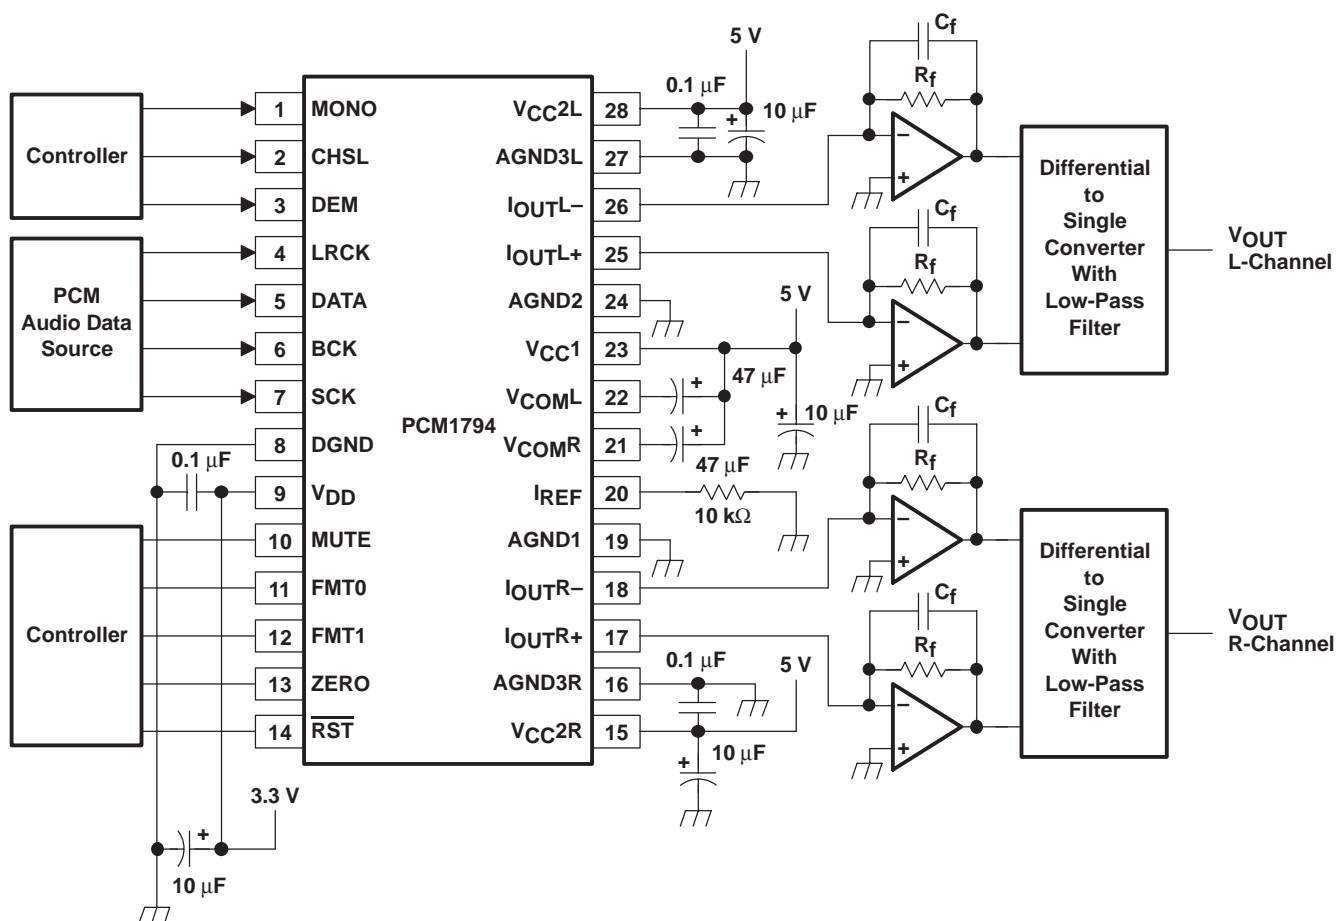 Controller
PCM
Audio Data
Source
Controller
PCM1794
1 MONO
2 CHSL
3 DEM
4 LRCK
5 DATA
6 BCK
7 SCK
8 DGND
9 VDD
10 MUTE
11 FMT0
12 FMT1
13 ZERO
14 RST
VCC2L 28
AGND3L 27
IOUTL– 26
IOUTL+ 25
AGND2 24
VCC1 23
VCOML 22
VCOMR 21
IREF 20
AGND1 19
IOUTR– 18
IOUTR+ 17
AGND3R 16
VCC2R 15
0.1 µF
3.3 V
+
10 µF
5 V
0.1 µF
+ 10 µF
5 V
47 µF
+
+
+ 10 µF
47 µF
10 kΩ
0.1 µF
5 V
10 µF
+
Cf
Rf
–
+
Cf
Rf
–
+
Differential
to
Single
Converter
With
Low-Pass
Filter
VOUT
L-Channel
Cf
Rf
–
+
Cf
Rf
–
+
Differential
to
Single
Converter
With
Low-Pass
Filter
VOUT
R-Channel